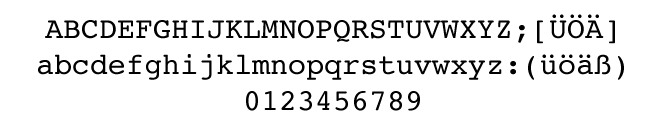 ABCDEFGHIJKLMNOPQRSTUVWXYZ;[ÜÖÄ]
abcdefghijklmnopqrstuvwxyz:(üöäß)
0123456789